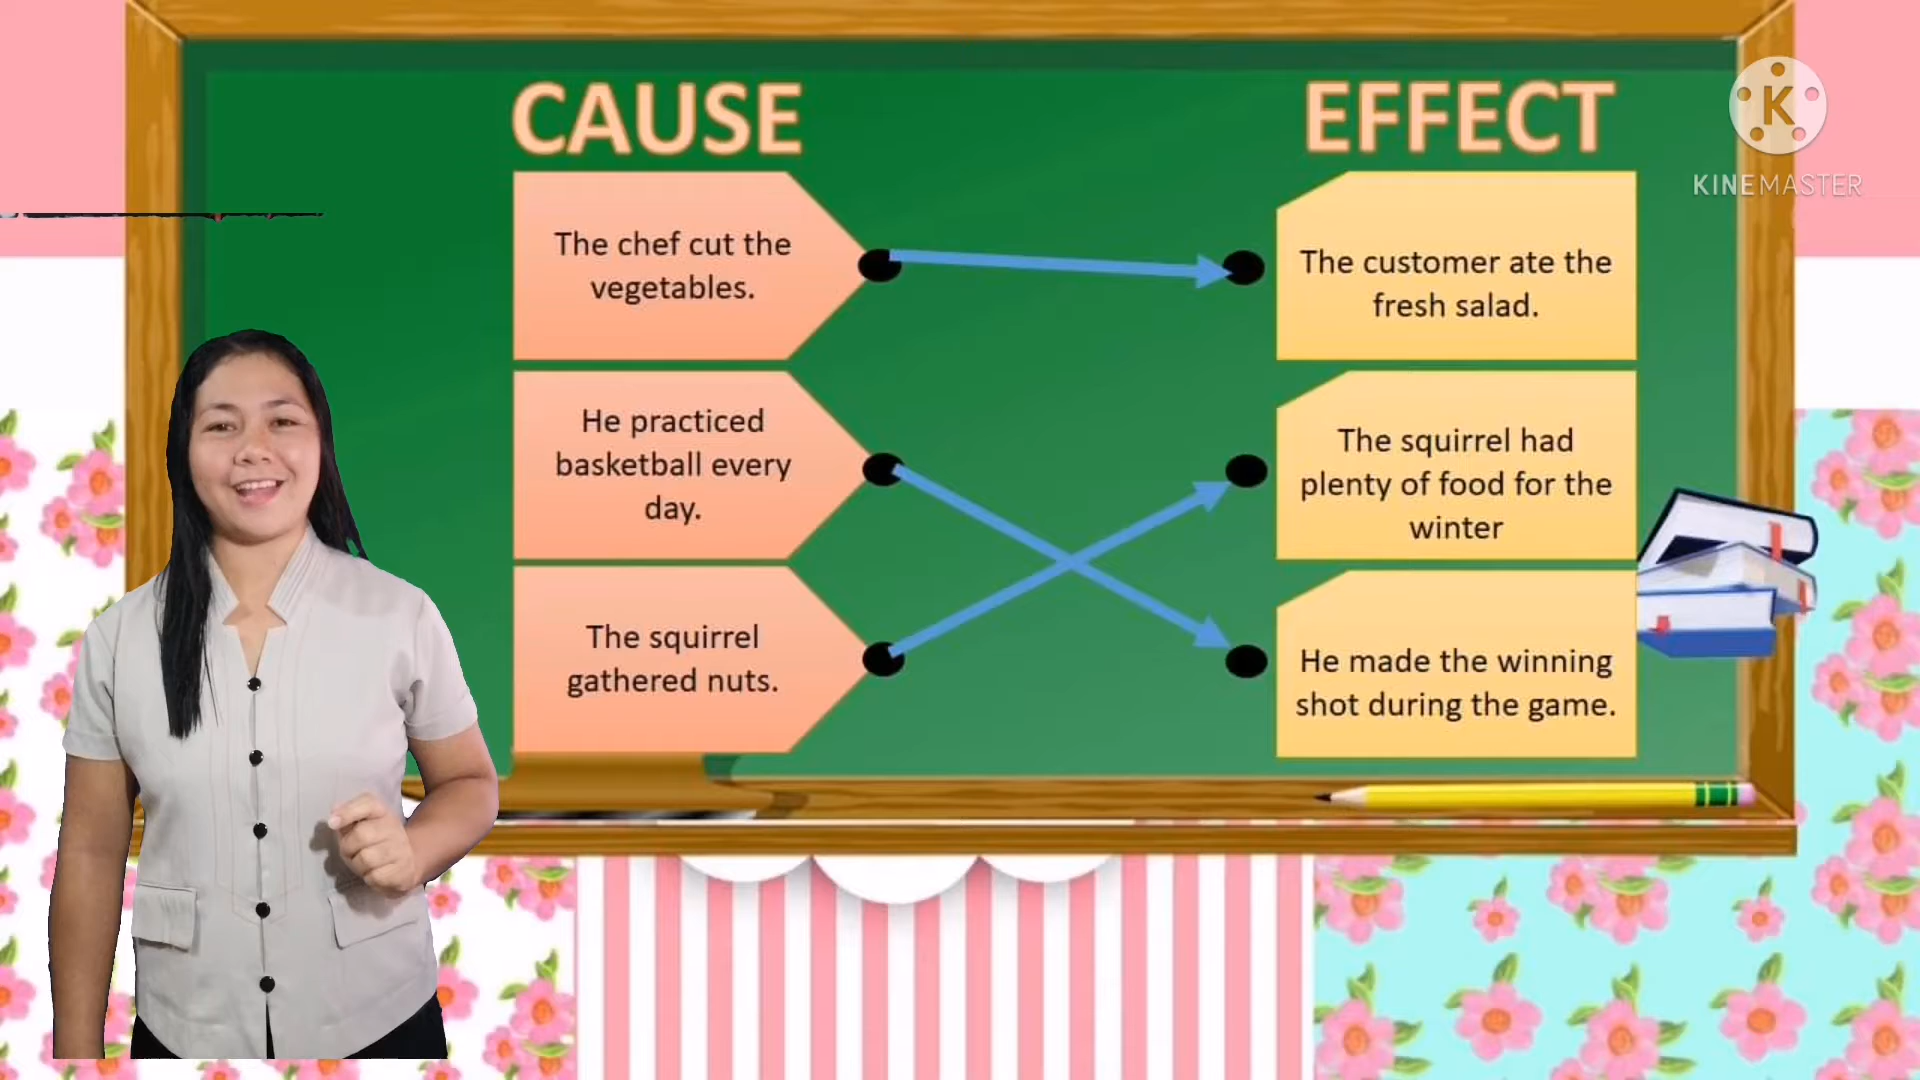 CAUSE
EFFECT
K
KINEMASTER
The chef cut the
vegetables.
The customer ate the
fresh salad.
He practiced
basketball every
day.
The squirrel had
plenty of food for the
winter
The squirrel
gathered nuts.
He made the winning
shot during the game.